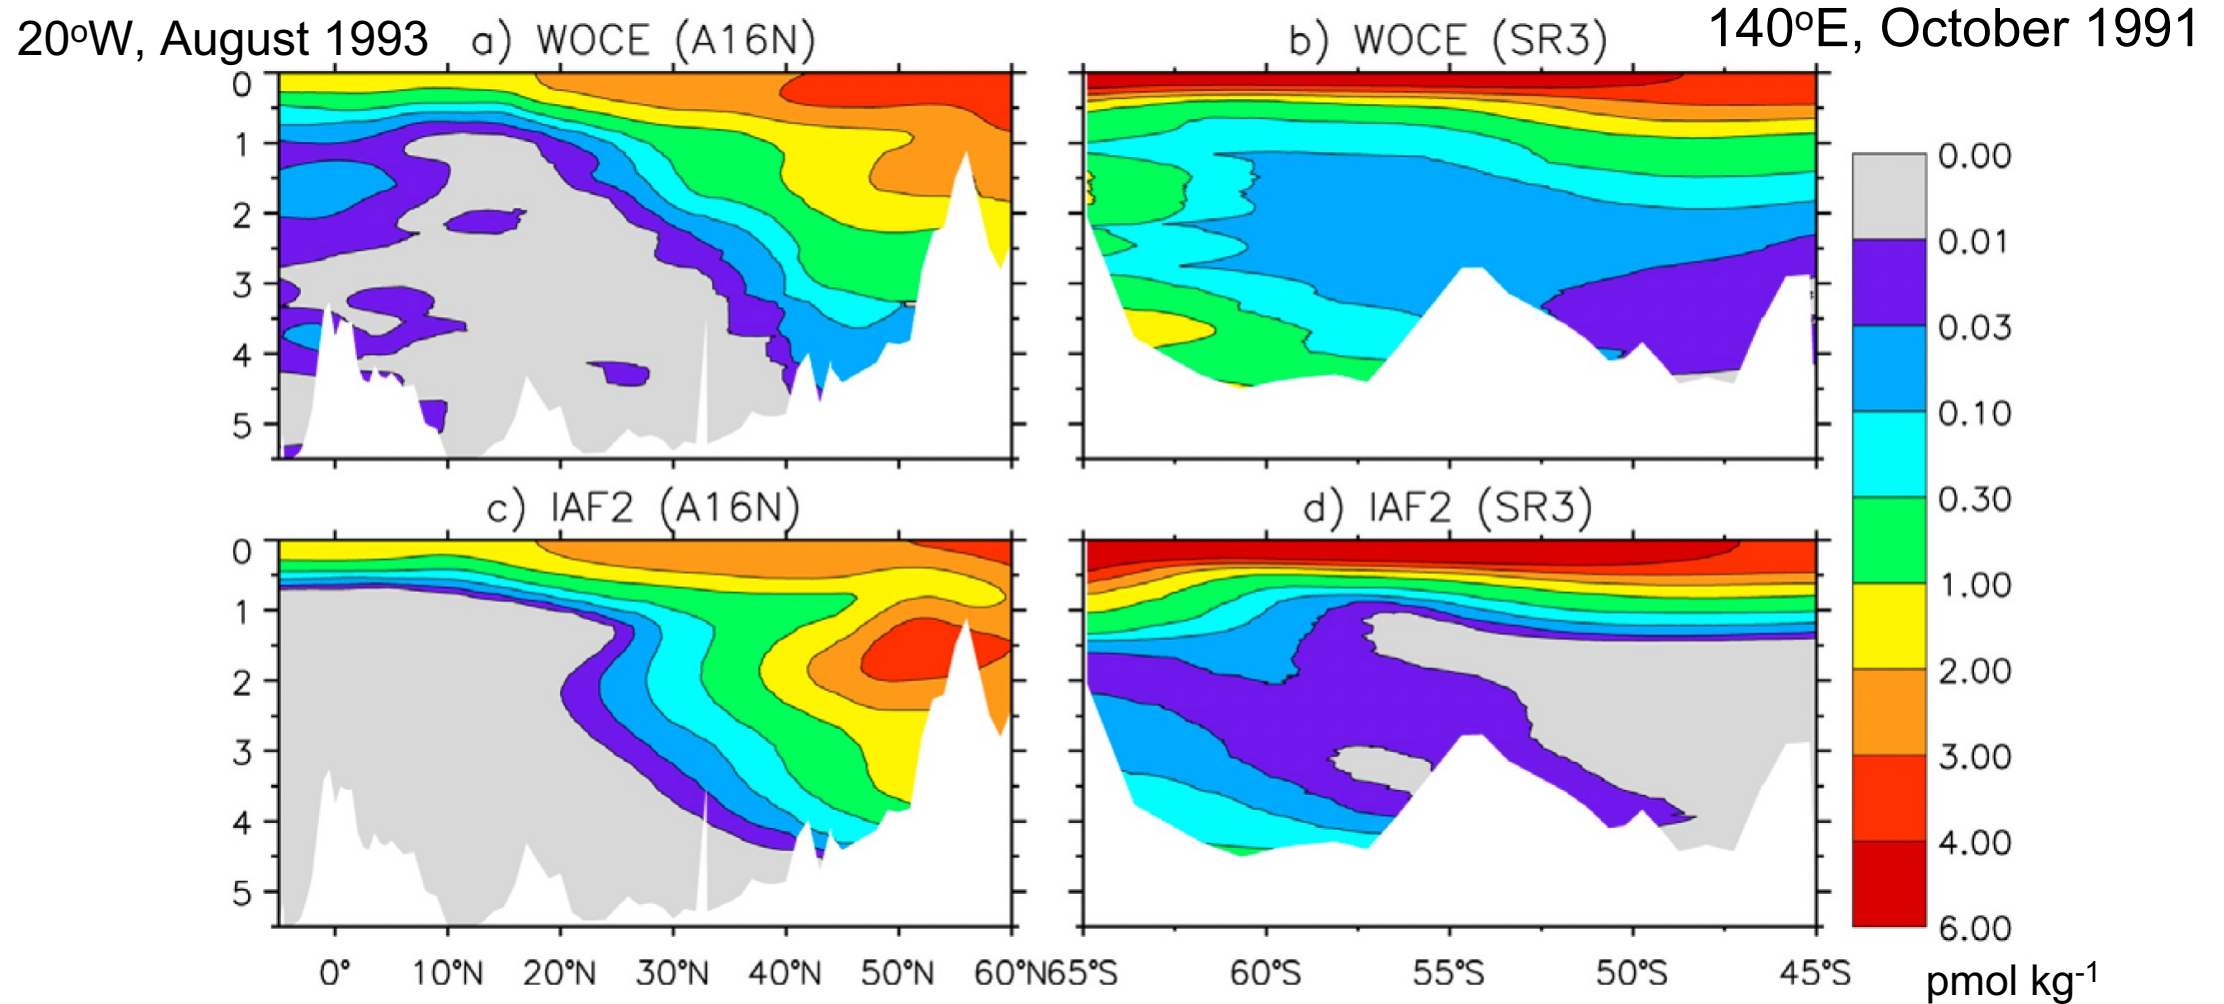 20ºW, August 1993
a) WOCE (A16N)
b) WOCE (SR3)
140ºE, October 1991
0
1
2
3
4
5
0.00
0.01
0.03
0.10
0.30
1.00
2.00
3.00
4.00
6.00
pmol kg⁻¹
c) IAF2 (A16N)
d) IAF2 (SR3)
0
1
2
3
4
5
0° 10°N 20°N 30°N 40°N 50°N 60°N 65°S 60°S 55°S 50°S 45°S